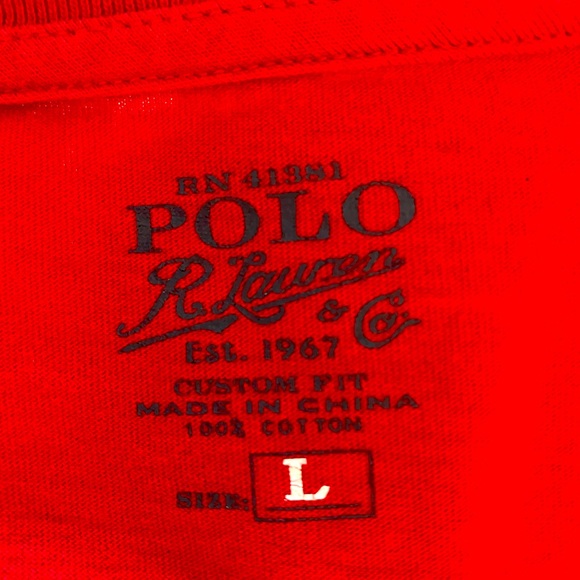 RN 41381
POLO
R. Lauren
& Co
Est. 1967
CUSTOM FIT
MADE IN CHINA
100% COTTON
SIZE: L